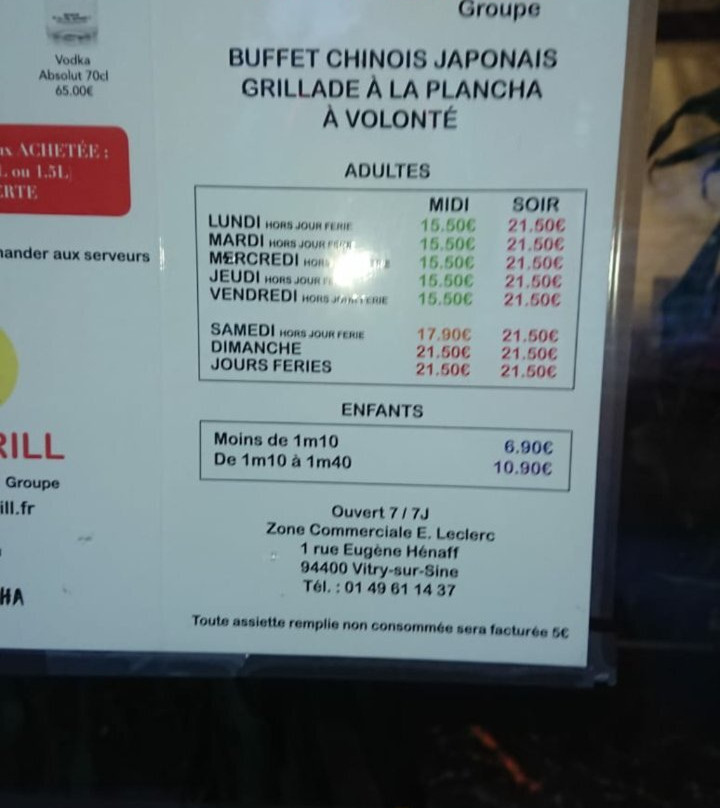 Vodka
Absolut 70cl
65.00€
ACHETÉE :
ou 1.5L
aux serveurs
Groupe
HA
Groupe
BUFFET CHINOIS JAPONAIS
GRILLADE À LA PLANCHA
À VOLONTÉ
ADULTES
MIDI SOIR
LUNDI HORS JOUR FERIE 15.50€ 21.50€
MARDI HORS JOUR 15.50€ 21.50€
MERCREDI 15.50€ 21.50€
JEUDI HORS JOUR 15.50€ 21.50€
VENDREDI HORS 15.50€ 21.50€
SAMEDI HORS JOUR FERIE 17.90€ 21.50€
DIMANCHE 21.50€ 21.50€
JOURS FERIES 21.50€ 21.50€
ENFANTS
Moins de 1m10 6.90€
De 1m10 à 1m40 10.90€
Ouvert 7 / 7J
Zone Commerciale E. Leclerc
1 rue Eugène Hénaff
94400 Vitry-sur-Sine
Tél. : 01 49 61 14 37
Toute assiette remplie non consommée sera facturée 5€